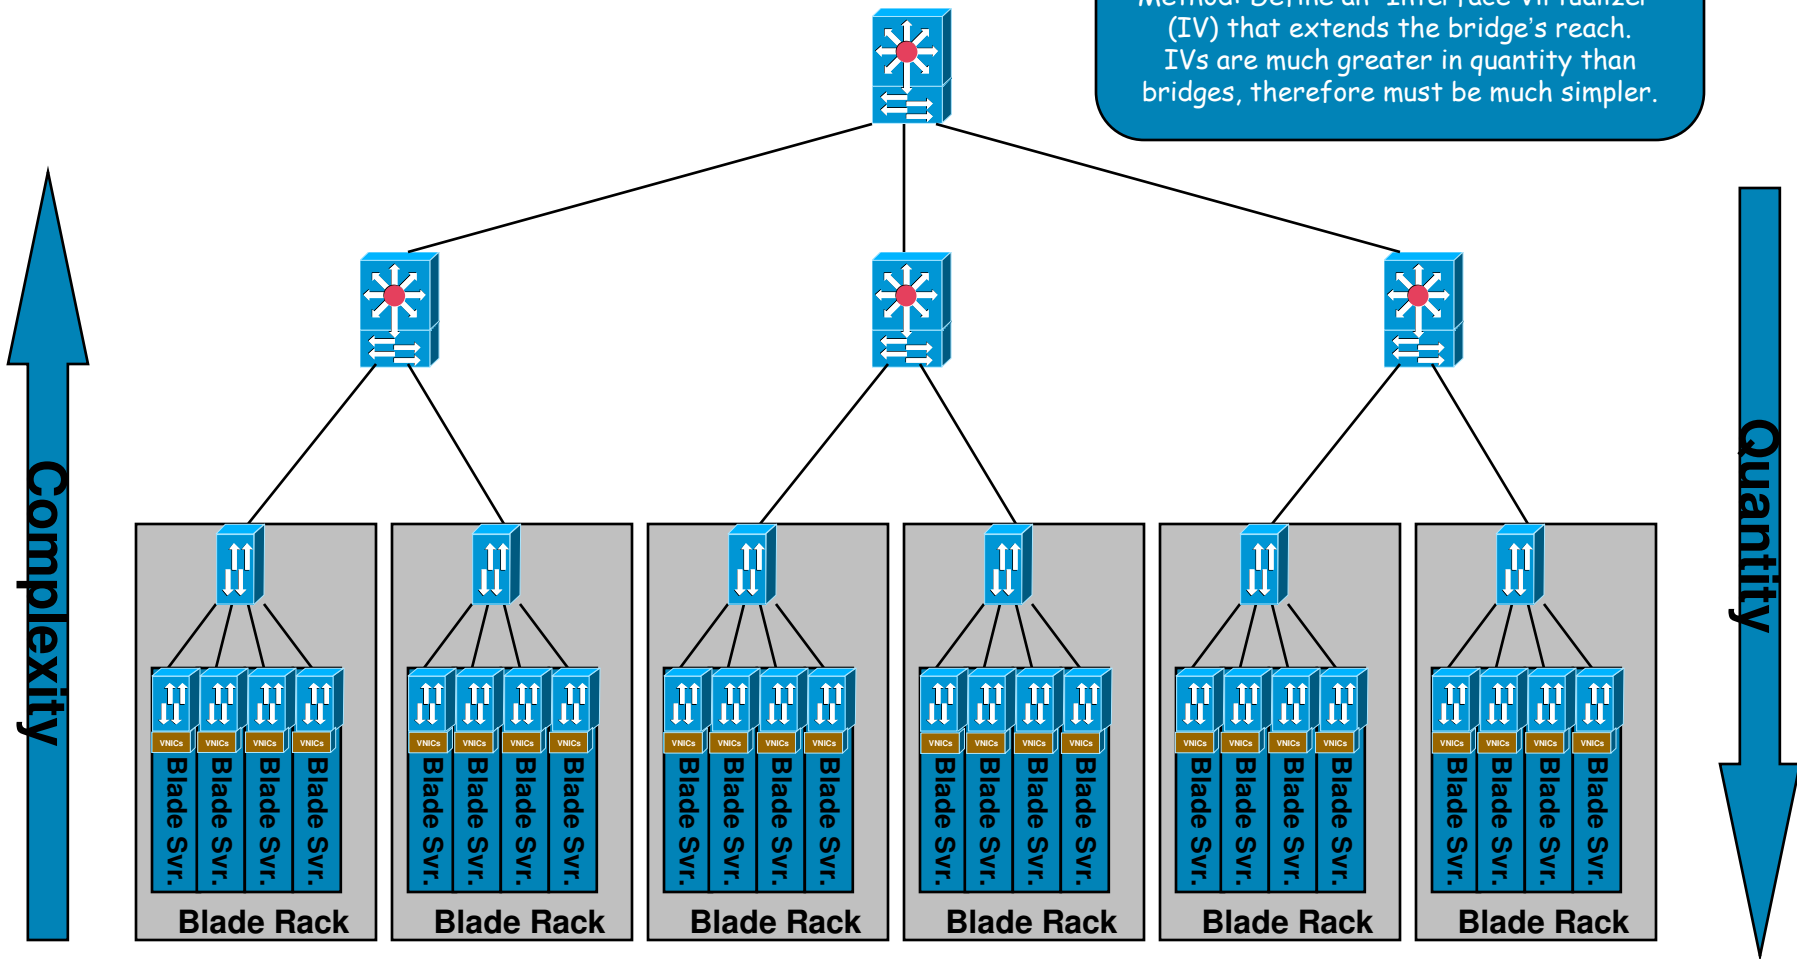 Method: Define an "Interface Virtualizer"
(IV) that extends the bridge's reach.
IVs are much greater in quantity than
bridges, therefore must be much simpler.
Complexity
Quantity
VNICs VNICs VNICs VNICs
Blade Svr. Blade Svr. Blade Svr. Blade Svr.
Blade Rack
VNICs VNICs VNICs VNICs
Blade Svr. Blade Svr. Blade Svr. Blade Svr.
Blade Rack
VNICs VNICs VNICs VNICs
Blade Svr. Blade Svr. Blade Svr. Blade Svr.
Blade Rack
VNICs VNICs VNICs VNICs
Blade Svr. Blade Svr. Blade Svr. Blade Svr.
Blade Rack
VNICs VNICs VNICs VNICs
Blade Svr. Blade Svr. Blade Svr. Blade Svr.
Blade Rack
VNICs VNICs VNICs VNICs
Blade Svr. Blade Svr. Blade Svr. Blade Svr.
Blade Rack